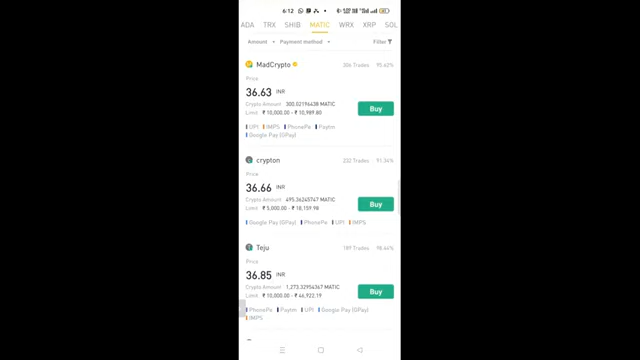 6:12
ADA TRX SHIB MATIC WRX XRP SOL
Amount Payment method Filter
MadCrypto 306 Trades 95.62%
Price
36.63 INR
Crypto Amount 300.02196438 MATIC
Limit ₹ 10,000.00 - ₹ 10,989.80
Buy
UPI IMPS PhonePe Paytm
Google Pay (GPay)
crypton 232 Trades 91.34%
Price
36.66 INR
Crypto Amount 495.36245747 MATIC
Limit ₹ 5,000.00 - ₹ 18,159.98
Buy
Google Pay (GPay) PhonePe UPI IMPS
Teju 189 Trades 98.44%
Price
36.85 INR
Crypto Amount 1,273.32954367 MATIC
Limit ₹ 10,000.00 - ₹ 46,922.19
Buy
PhonePe Paytm UPI Google Pay (GPay)
IMPS